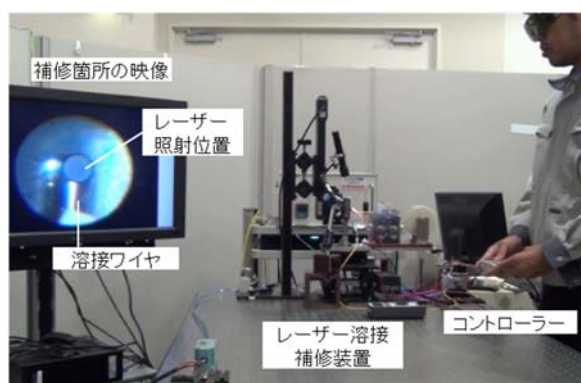 補修箇所の映像
レーザー
照射位置
溶接ワイヤ
レーザー溶接
補修装置
コントローラー